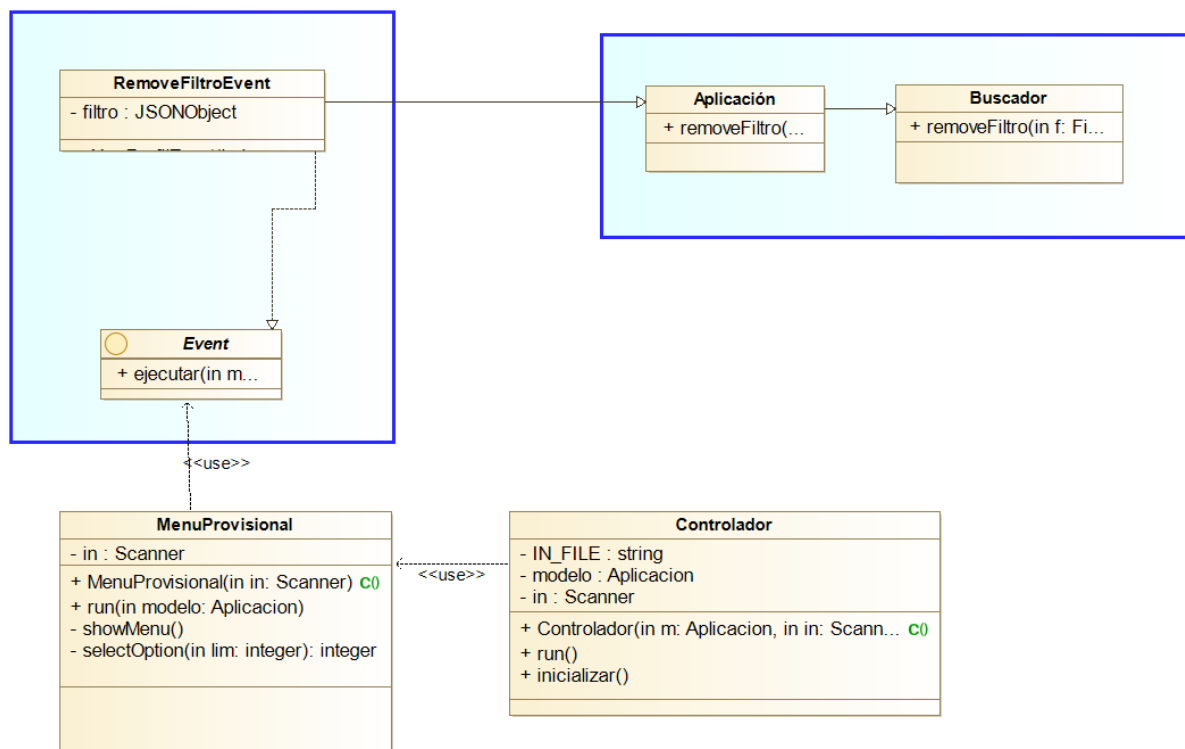 RemoveFiltroEvent
- filtro : JSONObject
Aplicación
+ removeFiltro(...
Buscador
+ removeFiltro(in f: Fi...
Event
+ ejecutar(in m...
<<use>>
MenuProvisional
- in : Scanner
+ MenuProvisional(in in: Scanner) C()
+ run(in modelo: Aplicacion)
- showMenu()
- selectOption(in lim: integer): integer
<<use>>
Controlador
- IN_FILE : string
- modelo : Aplicacion
- in : Scanner
+ Controlador(in m: Aplicacion, in in: Scann... C()
+ run()
+ inicializar()